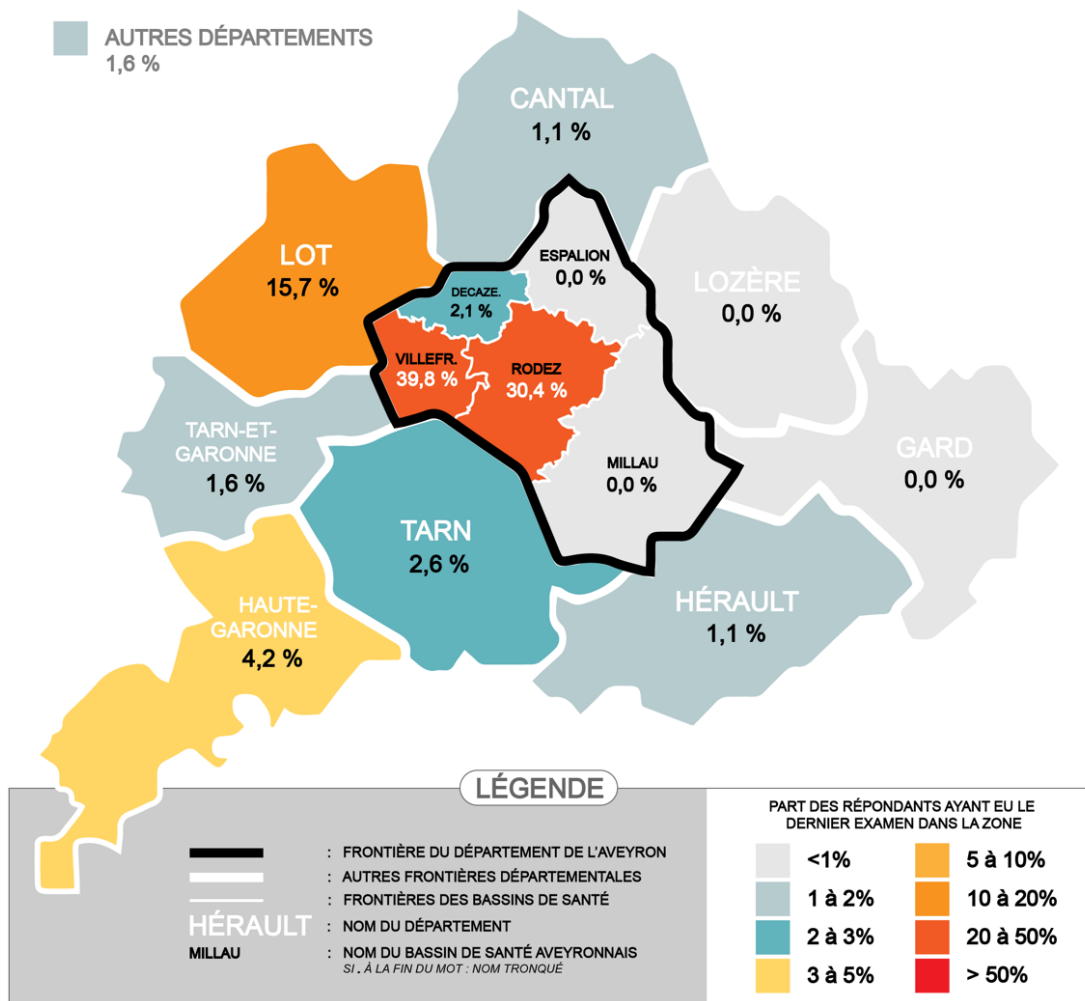 AUTRES DÉPARTEMENTS
1,6 %
CANTAL
1,1 %
LOT
15,7 %
ESPALION
0,0 %
LOZÈRE
0,0 %
DECAZE.
2,1 %
VILLEFR.
39,8 %
RODEZ
30,4 %
TARN-ET-
GARONNE
1,6 %
MILLAU
0,0 %
GARD
0,0 %
TARN
2,6 %
HÉRAULT
1,1 %
HAUTE-
GARONNE
4,2 %
LÉGENDE
: FRONTIÈRE DU DÉPARTEMENT DE L'AVEYRON
: AUTRES FRONTIÈRES DÉPARTEMENTALES
: FRONTIÈRES DES BASSINS DE SANTÉ
HÉRAULT : NOM DU DÉPARTEMENT
MILLAU : NOM DU BASSIN DE SANTÉ AVEYRONNAIS
SI . À LA FIN DU MOT : NOM TRONQUÉ
PART DES RÉPONDANTS AYANT EU LE
DERNIER EXAMEN DANS LA ZONE
<1%
1 à 2%
2 à 3%
3 à 5%
5 à 10%
10 à 20%
20 à 50%
> 50%